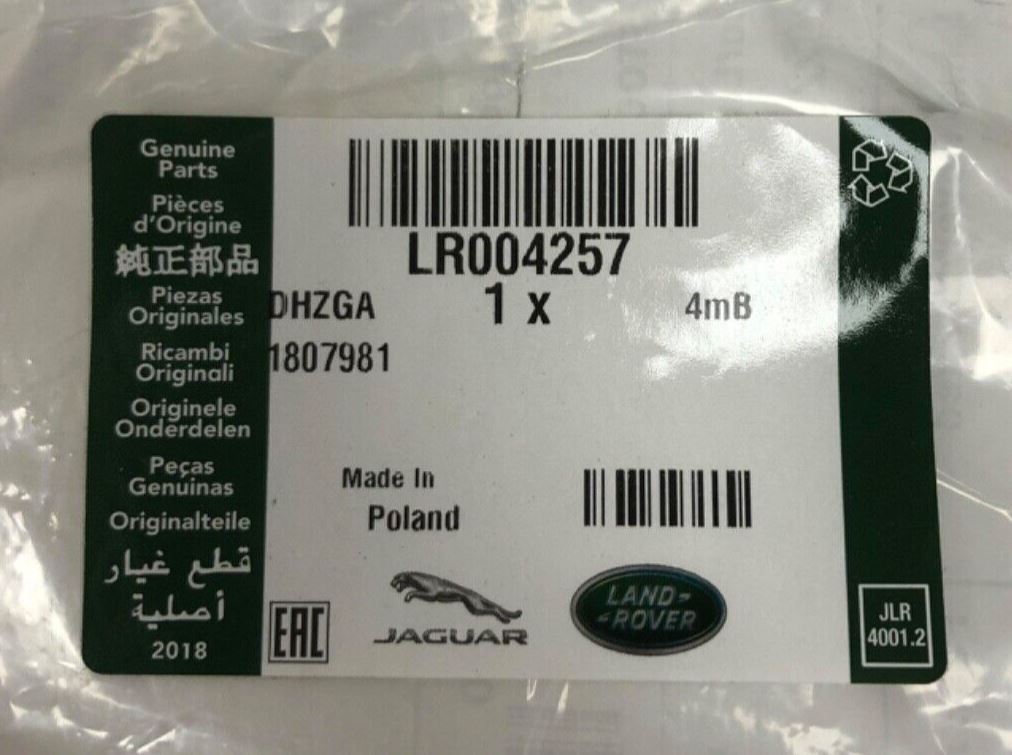 Genuine
Parts
Pièces
d'Origine
純正部品
Piezas
Originales
Ricambi
Originali
Originele
Onderdelen
Peças
Genuinas
Originalteile
قطع غيار
أصلية
2018
LR004257
DHZGA 1 x 4mB
1807981
Made In
Poland
EAC
JAGUAR
LAND-
-ROVER
JLR
4001.2